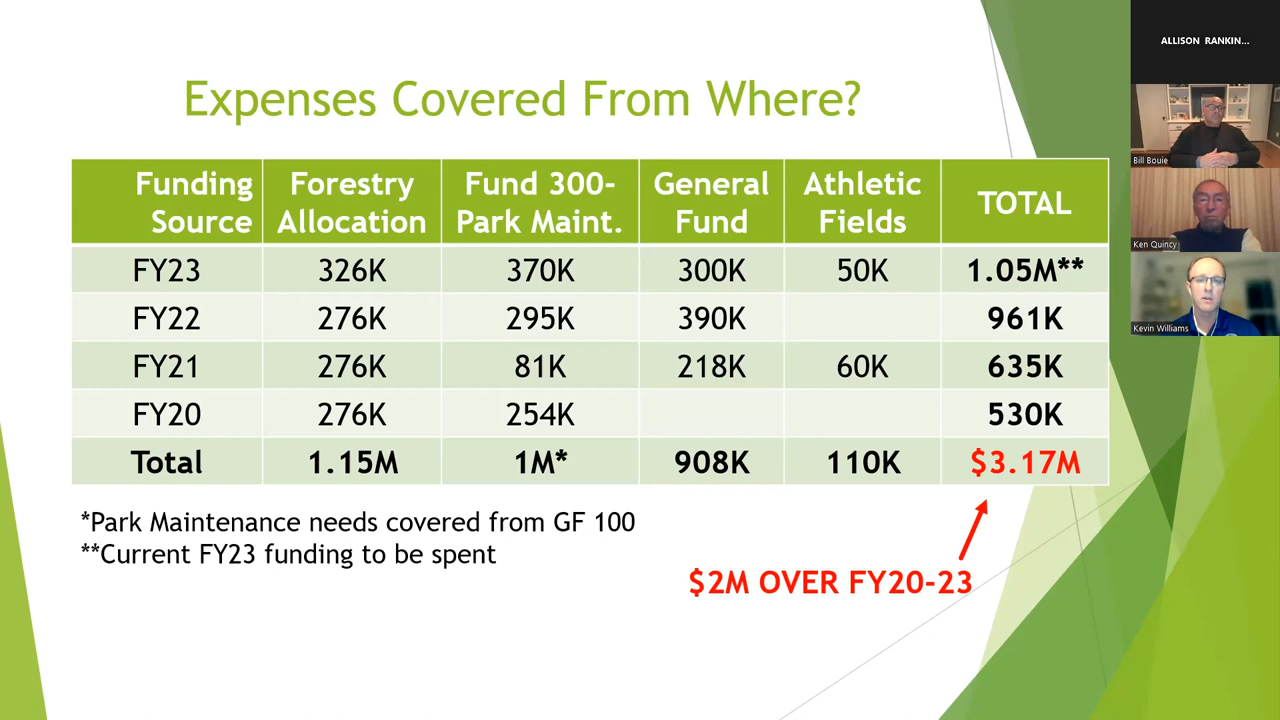 Expenses Covered From Where?
Funding Source | Forestry Allocation | Fund 300-Park Maint. | General Fund | Athletic Fields | TOTAL
FY23 | 326K | 370K | 300K | 50K | 1.05M**
FY22 | 276K | 295K | 390K | | 961K
FY21 | 276K | 81K | 218K | 60K | 635K
FY20 | 276K | 254K | | | 530K
Total | 1.15M | 1M* | 908K | 110K | $3.17M
*Park Maintenance needs covered from GF 100
**Current FY23 funding to be spent
$2M OVER FY20-23
ALLISON RANKIN...
Bill Bouie
Ken Quincy
Kevin Williams